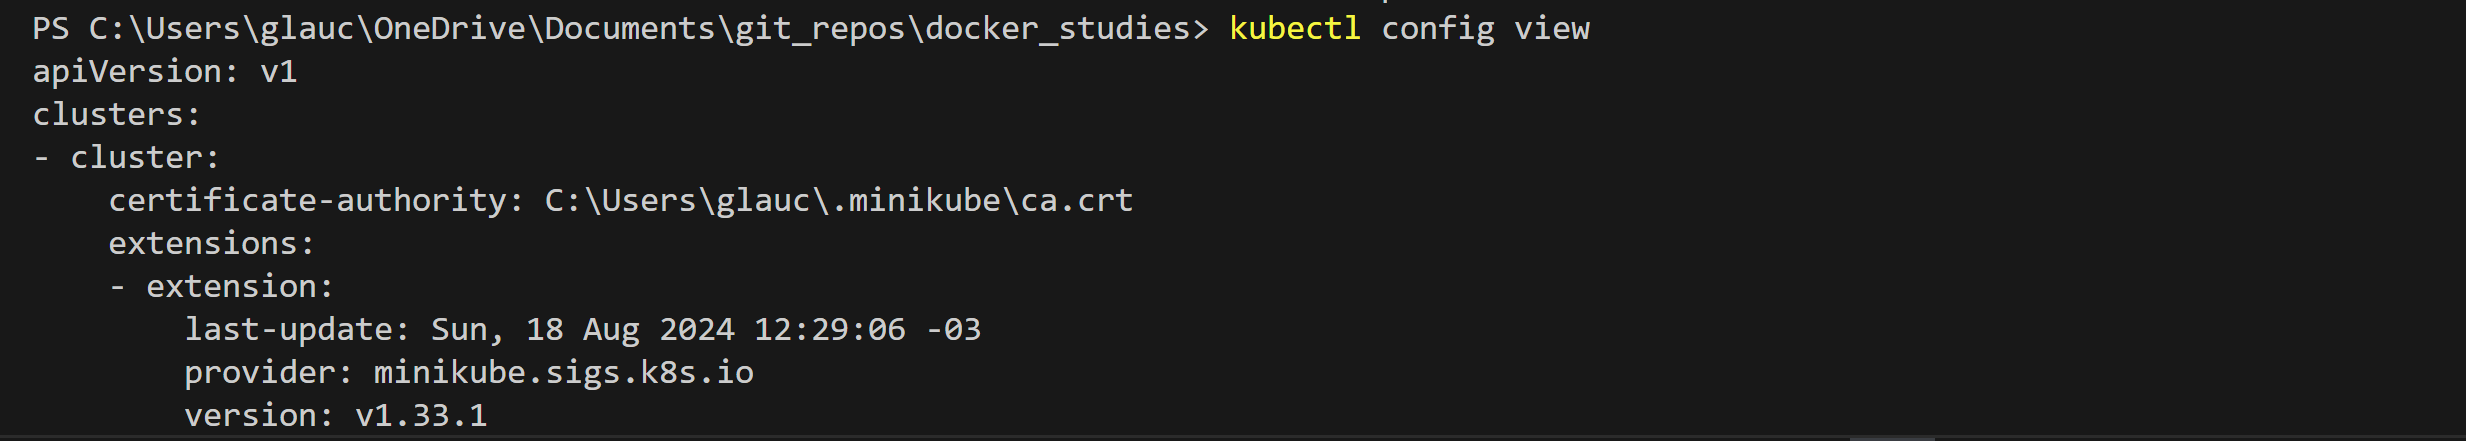 PS C:\Users\glauc\OneDrive\Documents\git_repos\docker_studies> kubectl config view
apiVersion: v1
clusters:
- cluster:
    certificate-authority: C:\Users\glauc\.minikube\ca.crt
    extensions:
    - extension:
        last-update: Sun, 18 Aug 2024 12:29:06 -03
        provider: minikube.sigs.k8s.io
        version: v1.33.1